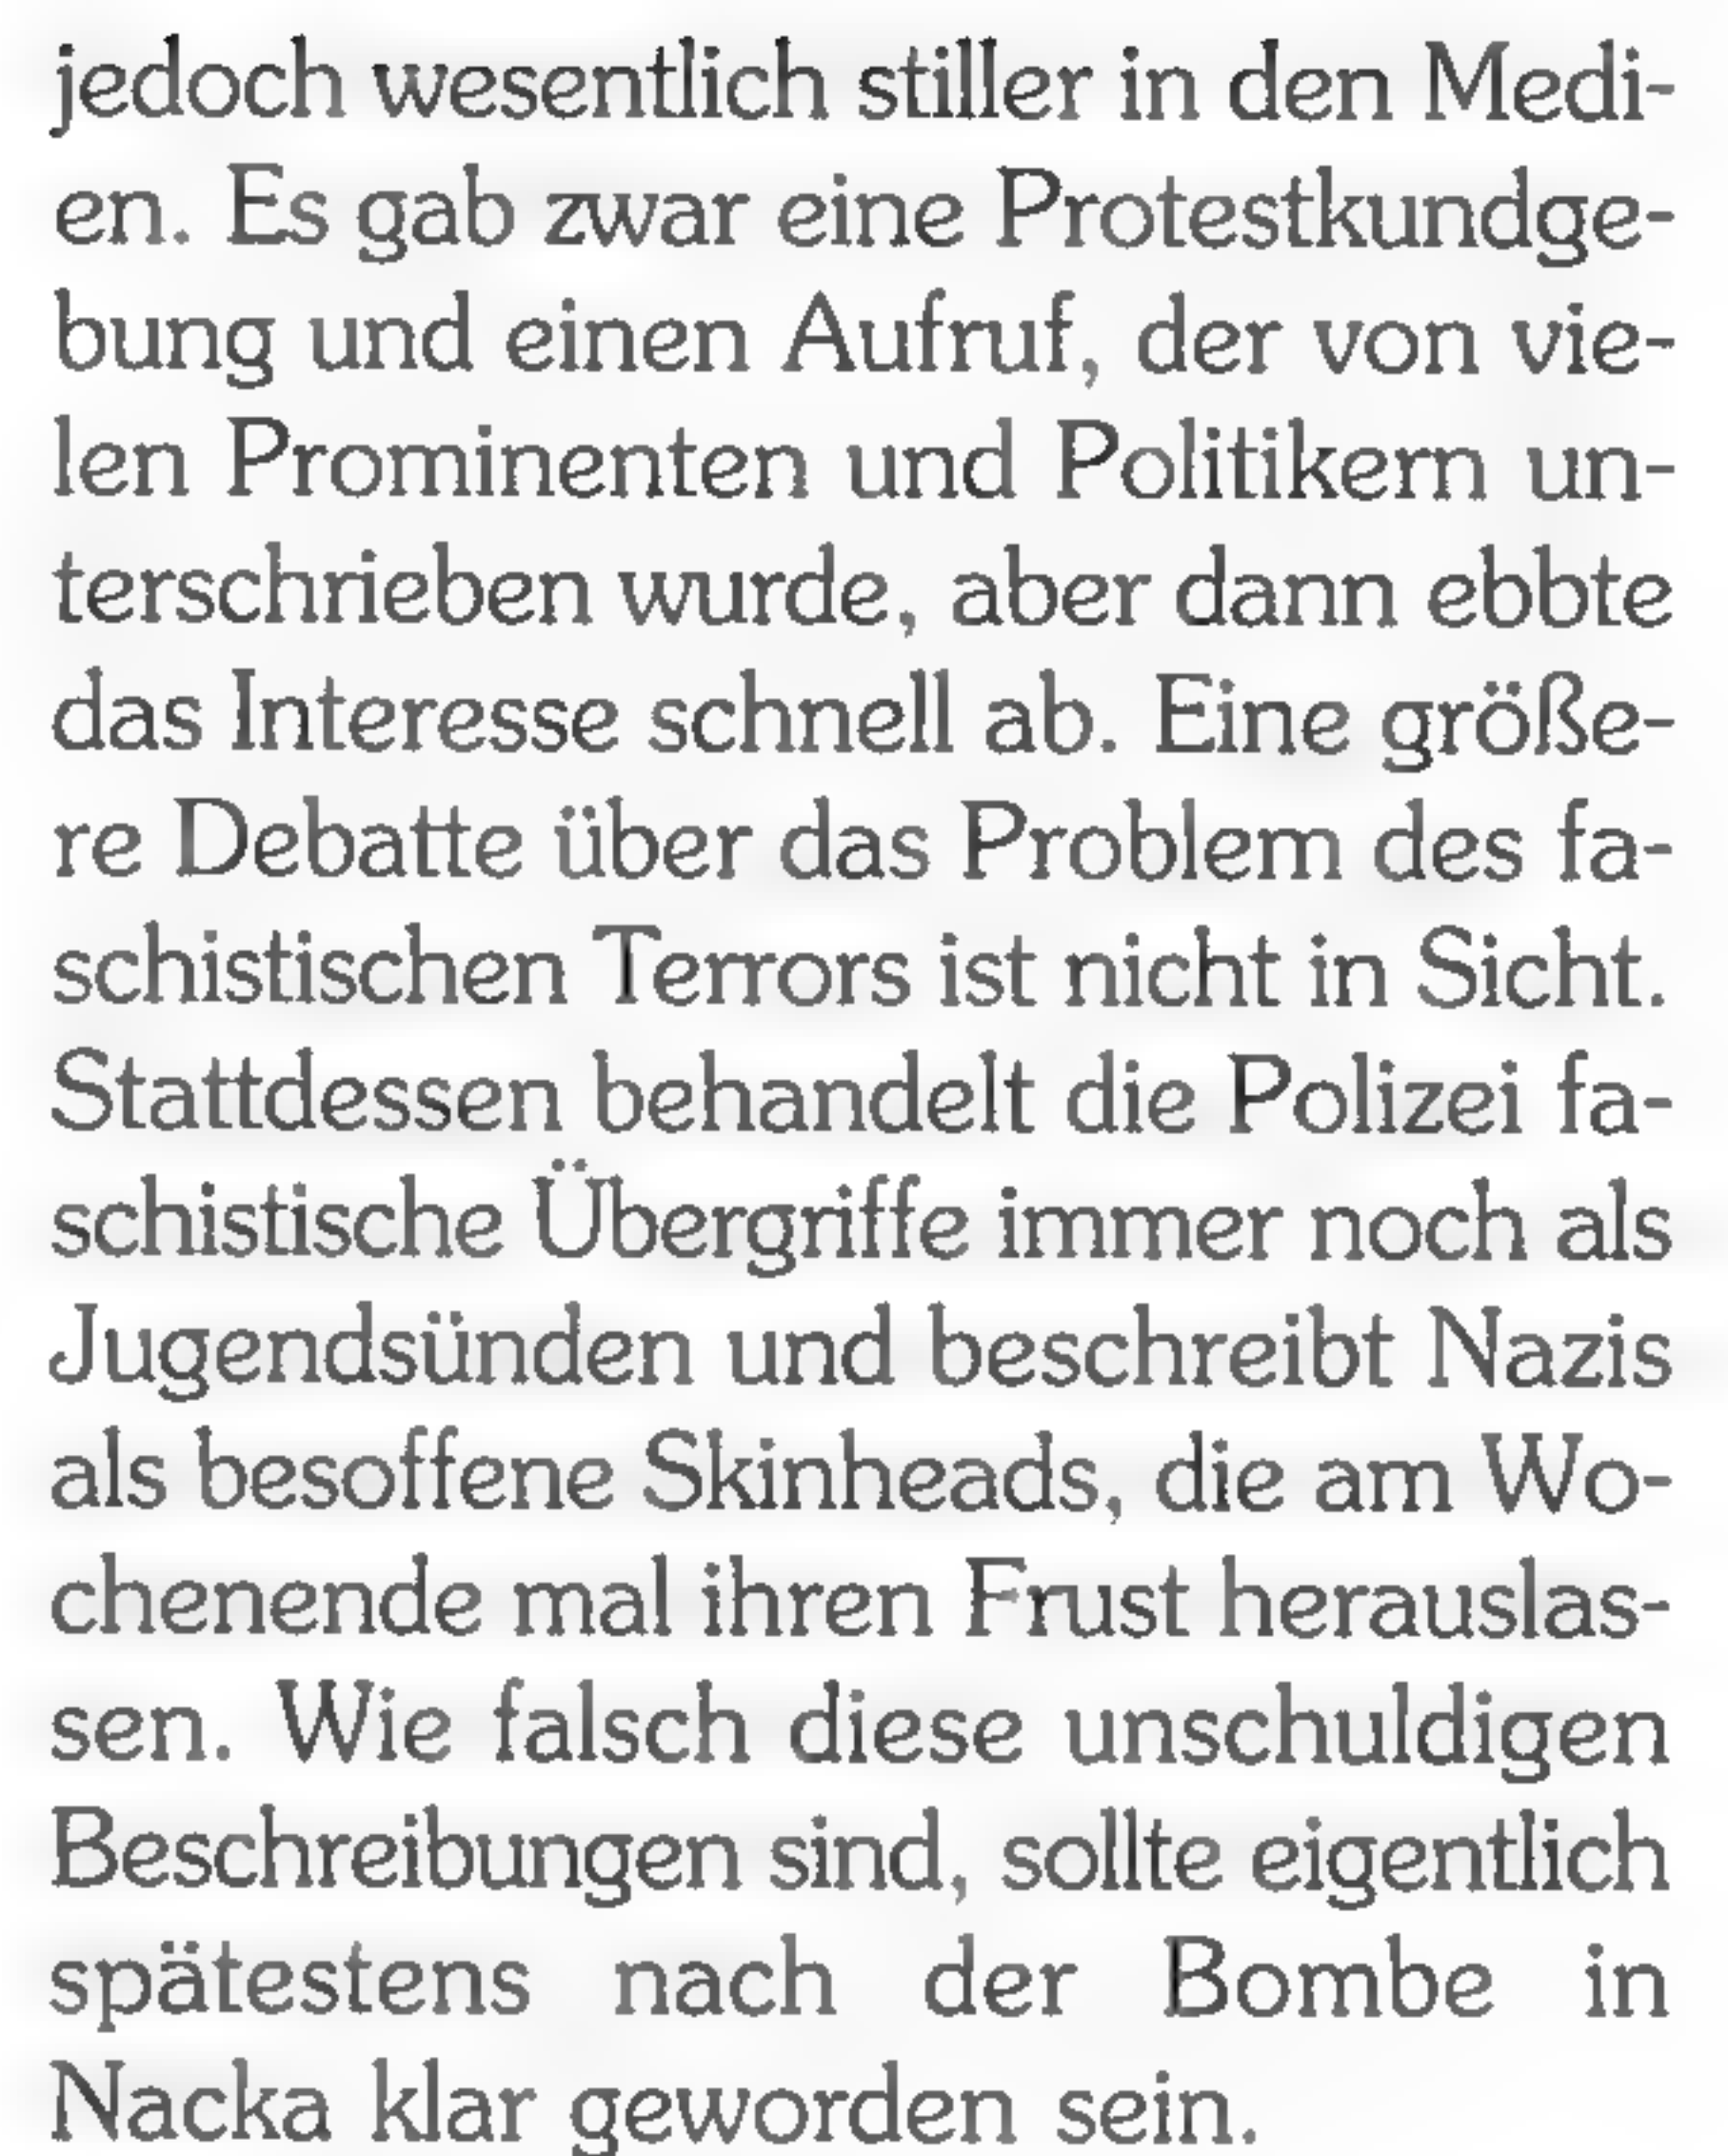 jedoch wesentlich stiller in den Medi-
en. Es gab zwar eine Protestkundge-
bung und einen Aufruf, der von vie-
len Prominenten und Politikern un-
terschrieben wurde, aber dann ebbte
das Interesse schnell ab. Eine größe-
re Debatte über das Problem des fa-
schistischen Terrors ist nicht in Sicht.
Stattdessen behandelt die Polizei fa-
schistische Übergriffe immer noch als
Jugendsünden und beschreibt Nazis
als besoffene Skinheads, die am Wo-
chenende mal ihren Frust herauslas-
sen. Wie falsch diese unschuldigen
Beschreibungen sind, sollte eigentlich
spätestens nach der Bombe in
Nacka klar geworden sein.